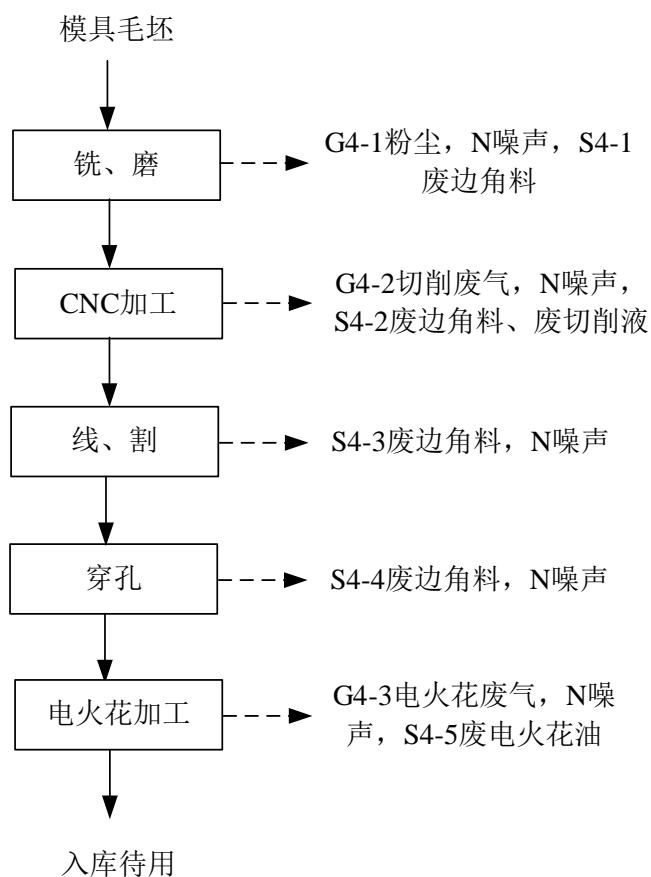 模具毛坯
铣、磨
G4-1粉尘，N噪声，S4-1
废边角料
CNC加工
G4-2切削废气，N噪声，
S4-2废边角料、废切削液
线、割
S4-3废边角料，N噪声
穿孔
S4-4废边角料，N噪声
电火花加工
G4-3电火花废气，N噪
声，S4-5废电火花油
入库待用